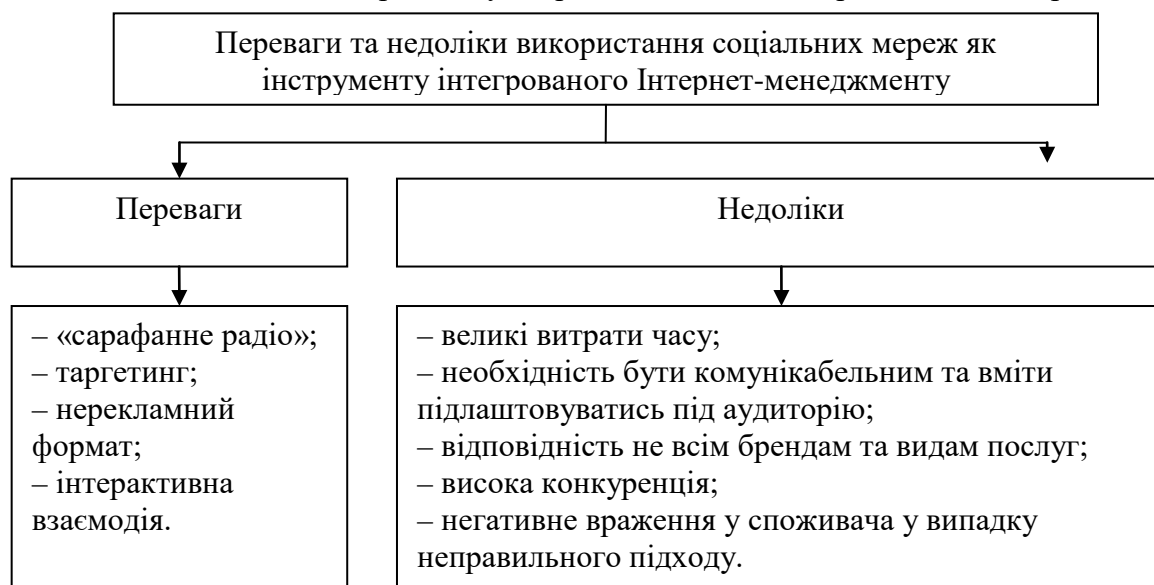 Переваги та недоліки використання соціальних мереж як
інструменту інтегрованого Інтернет-менеджменту
Переваги
Недоліки
– «сарафанне радіо»;
– таргетинг;
– нерекламний
формат;
– інтерактивна
взаємодія.
– великі витрати часу;
– необхідність бути комунікабельним та вміти
підлаштовуватись під аудиторію;
– відповідність не всім брендам та видам послуг;
– висока конкуренція;
– негативне враження у споживача у випадку
неправильного підходу.